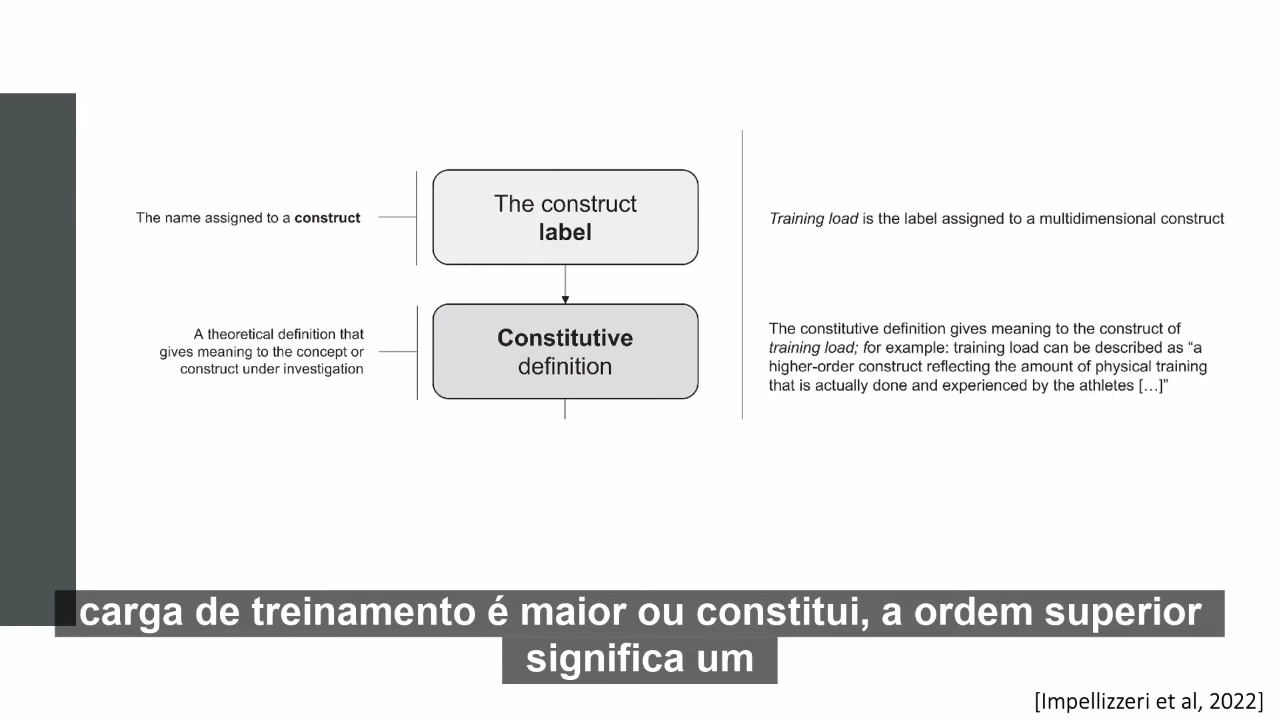 The name assigned to a construct
The construct
label
Training load is the label assigned to a multidimensional construct
A theoretical definition that
gives meaning to the concept or
construct under investigation
Constitutive
definition
The constitutive definition gives meaning to the construct of
training load; for example: training load can be described as “a
higher-order construct reflecting the amount of physical training
that is actually done and experienced by the athletes […]”
carga de treinamento é maior ou constitui, a ordem superior
significa um
[Impellizzeri et al, 2022]